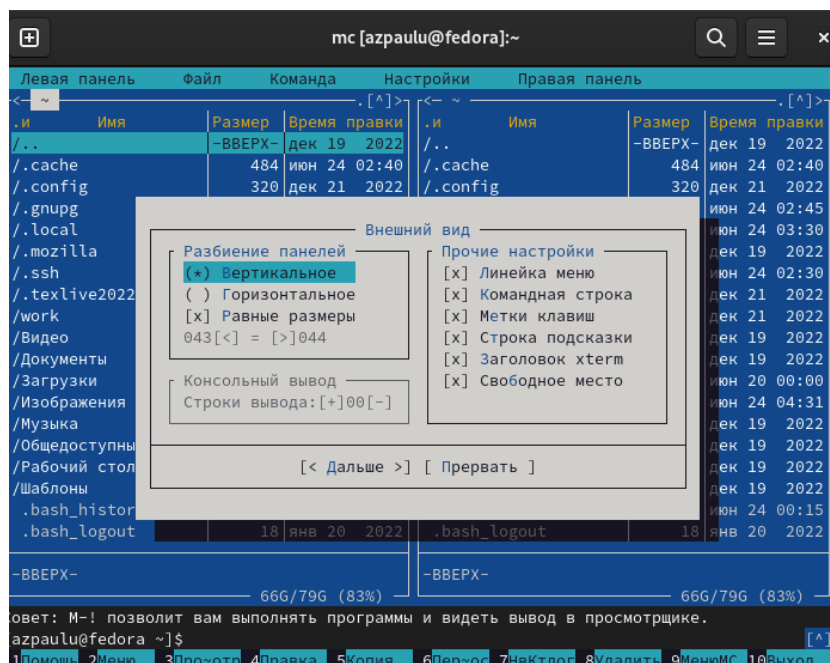 mc [azpaulu@fedora]:~
Левая панель Файл Команда Настройки Правая панель
<— ~ .[^]> <— ~ .[^]>
.и Имя Размер Время правки .и Имя Размер Время правки
/.. -ВВЕРХ- дек 19 2022 /.. -ВВЕРХ- дек 19 2022
/.cache 484 июн 24 02:40 /.cache 484 июн 24 02:40
/.config 320 дек 21 2022 /.config 320 дек 21 2022
/.gnupg июн 24 02:45
/.local Внешний вид июн 24 03:30
/.mozilla Разбиение панелей Прочие настройки дек 19 2022
/.ssh (*) Вертикальное [x] Линейка меню июн 24 02:30
/.texlive2022 ( ) Горизонтальное [x] Командная строка дек 21 2022
/work [x] Равные размеры [x] Метки клавиш дек 21 2022
/Видео 043[<] = [>]044 [x] Строка подсказки дек 19 2022
/Документы [x] Заголовок xterm дек 19 2022
/Загрузки Консольный вывод [x] Свободное место июн 20 00:00
/Изображения Строки вывода:[+]00[-] июн 24 04:31
/Музыка дек 19 2022
/Общедоступны дек 19 2022
/Рабочий стол [< Дальше >] [ Прервать ] дек 19 2022
/Шаблоны дек 19 2022
.bash_histor июн 24 00:15
.bash_logout 18 янв 20 2022 .bash_logout 18 янв 20 2022
-ВВЕРХ- -ВВЕРХ-
66G/79G (83%) 66G/79G (83%)
Совет: M-! позволит вам выполнять программы и видеть вывод в просмотрщике.
[azpaulu@fedora ~]$ [^]
1Помощь 2Меню 3Про~отр 4Правка 5Копия 6Пер~ос 7НвКтлог 8Удалить 9МенюMC 10Выход